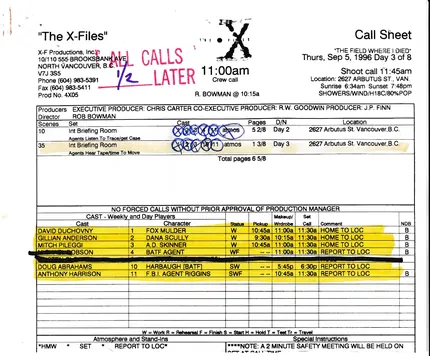 "The X-Files"
Call Sheet
X-F Productions, Inc.
10/110 555 BROOKSBANK AVE.
NORTH VANCOUVER, B.C.
V7J 3S5
Phone (604) 983-5391
Fax (604) 983-5411
Prod No. 4X05
ALL CALLS
1/2 LATER
X
11:00am
Crew call
R. BOWMAN @ 10:15a
"THE FIELD WHERE I DIED"
Thurs, Sep 5, 1996 Day 3 of 8
Shoot call 11:45am
Location: 2627 ARBUTUS ST., VAN.
Sunrise 6:34am Sunset 7:48pm
SHOWERS/WIND/H18C/80%POP
Producers EXECUTIVE PRODUCER: CHRIS CARTER CO-EXECUTIVE PRODUCER: R.W. GOODWIN PRODUCER: J.P. FINN
Director ROB BOWMAN
Scenes Set Cast Pages D/N Location
10 Int Briefing Room atmos 5 2/8 Day 2 2627 Arbutus St. Vancouver, B.C.
Agents Listen To Trace/get Case
35 Int Briefing Room 11 atmos 1 3/8 Day 3 2627 Arbutus St. Vancouver, B.C.
Agents Hear Tape/time To Move
Total pages 6 5/8
NO FORCED CALLS WITHOUT PRIOR APPROVAL OF PRODUCTION MANAGER
CAST - Weekly and Day Players
Cast Character Status Pickup Makeup/Wdrobe Set Call Comment NDB
DAVID DUCHOVNY 1 FOX MULDER W 10:45a 11:00a 11:30a HOME TO LOC B
GILLIAN ANDERSON 2 DANA SCULLY W 9:30a 10:15a 11:30a HOME TO LOC B
MITCH PILEGGI 3 A.D. SKINNER W 10:45a 11:00a 11:30a HOME TO LOC B
4 BATF AGENT WF -- 11:00a 11:30a REPORT TO LOC B
DOUG ABRAHAMS 10 HARBAUGH (BATF) SWF -- 5:45p 6:30p REPORT TO LOC
ANTHONY HARRISON 11 F.B.I. AGENT RIGGINS SWF -- 10:45a 11:30a REPORT TO LOC B
W = Work R = Rehearsal F = Finish S = Start H = Hold T = Test Tr = Travel
Atmosphere and Stand-Ins
Special Instructions
*HMW * SET * REPORT TO LOC*
****NOTE: A 2 MINUTE SAFETY MEETING WILL BE HELD ON